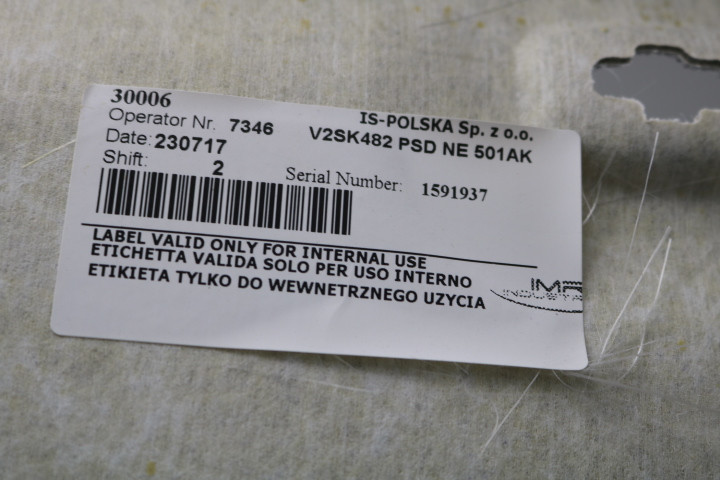 30006
IS-POLSKA Sp. z o.o.
Operator Nr. 7346
V2SK482 PSD NE 501AK
Date: 230717
Shift: 2
Serial Number: 1591937
LABEL VALID ONLY FOR INTERNAL USE
ETICHETTA VALIDA SOLO PER USO INTERNO
ETIKIETA TYLKO DO WEWNETRZNEGO UZYCIA